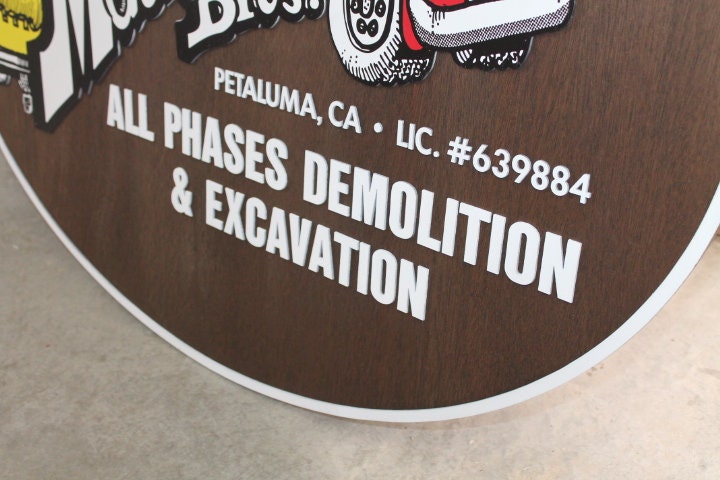 Bros.
PETALUMA, CA • LIC. #639884
ALL PHASES DEMOLITION
& EXCAVATION